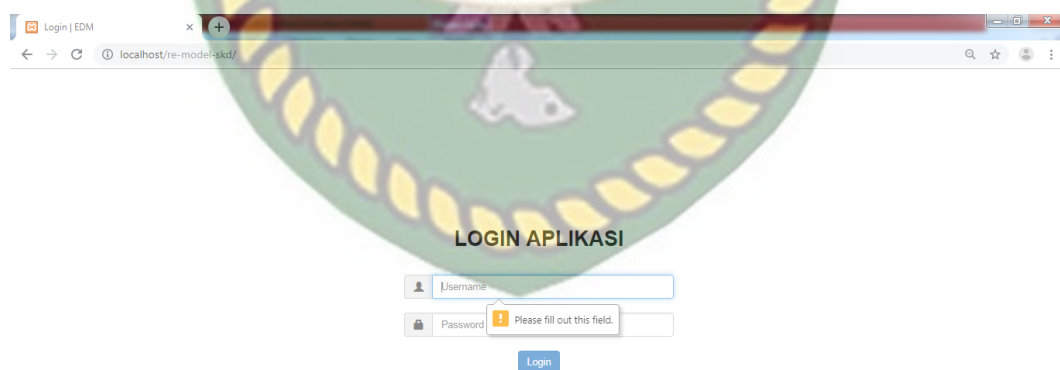 Login | EDM
localhost/re-model-skd/
LOGIN APLIKASI
Username
Please fill out this field.
Password
Login